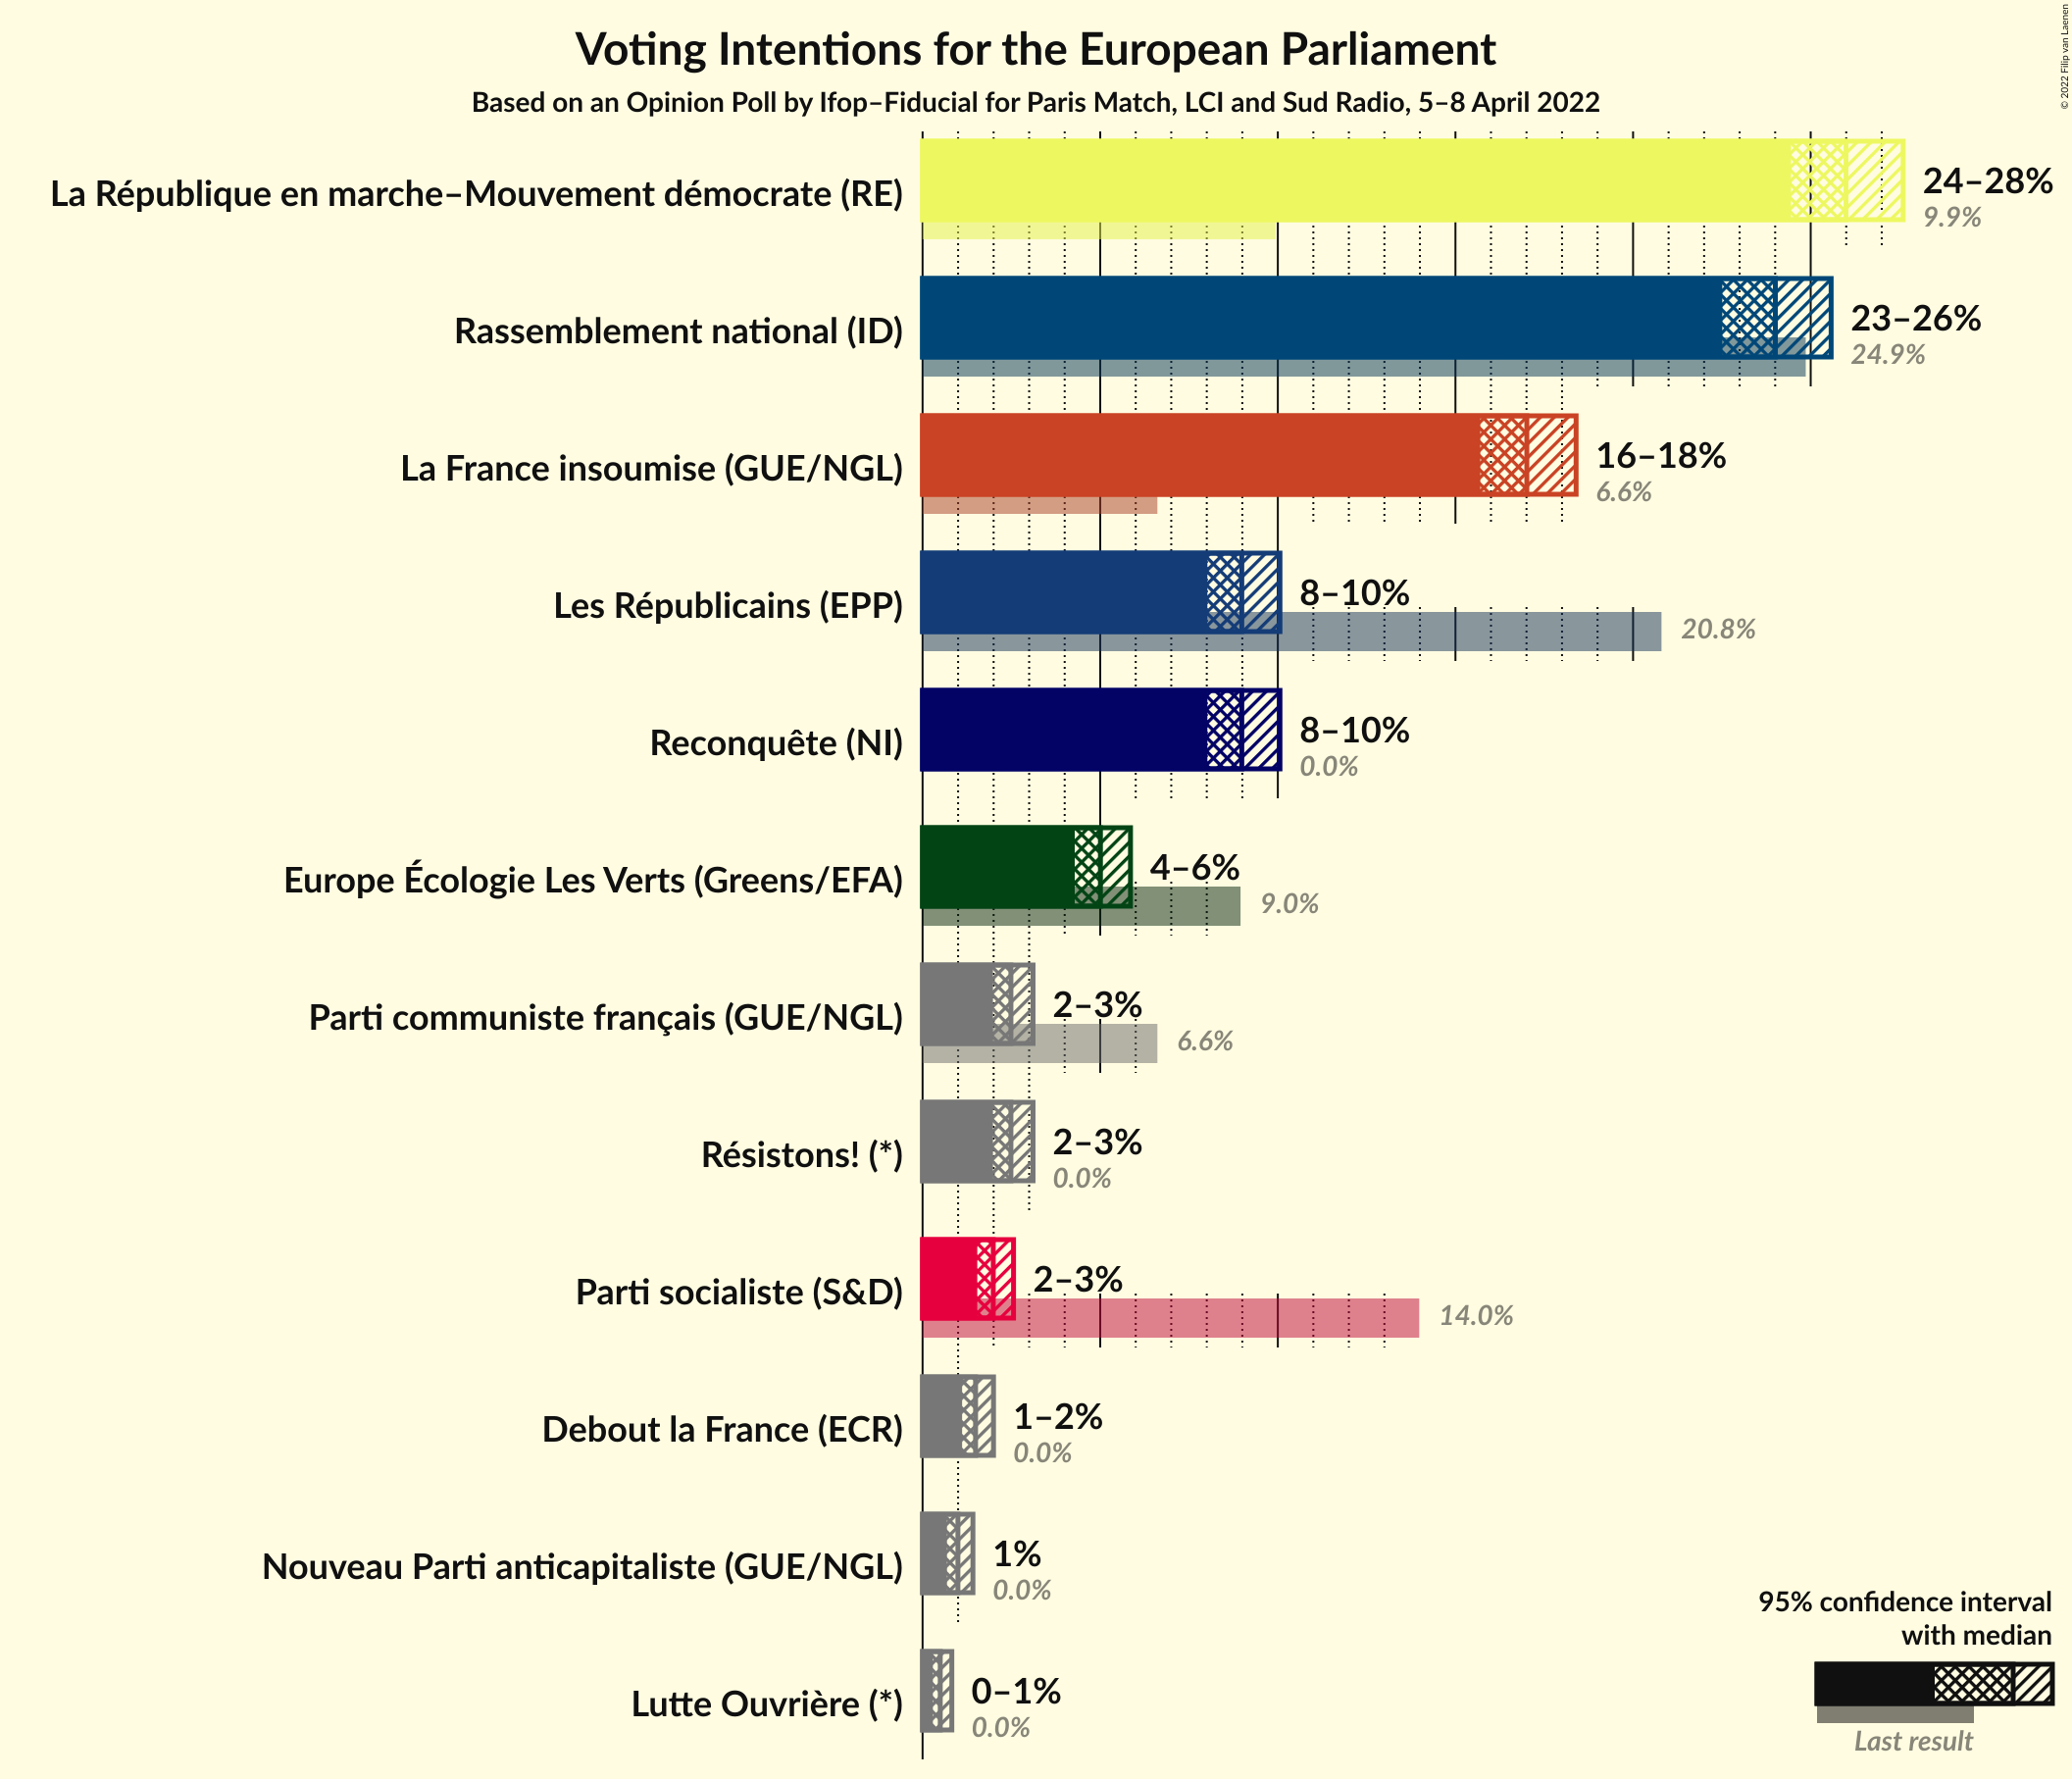 Voting Intentions for the European Parliament
Based on an Opinion Poll by Ifop–Fiducial for Paris Match, LCI and Sud Radio, 5–8 April 2022
© 2022 Filip van Laenen
La République en marche–Mouvement démocrate (RE)
24–28%
9.9%
Rassemblement national (ID)
23–26%
24.9%
La France insoumise (GUE/NGL)
16–18%
6.6%
Les Républicains (EPP)
8–10%
20.8%
Reconquête (NI)
8–10%
0.0%
Europe Écologie Les Verts (Greens/EFA)
4–6%
9.0%
Parti communiste français (GUE/NGL)
2–3%
6.6%
Résistons! (*)
2–3%
0.0%
Parti socialiste (S&D)
2–3%
14.0%
Debout la France (ECR)
1–2%
0.0%
Nouveau Parti anticapitaliste (GUE/NGL)
1%
0.0%
Lutte Ouvrière (*)
0–1%
0.0%
95% confidence interval
with median
Last result